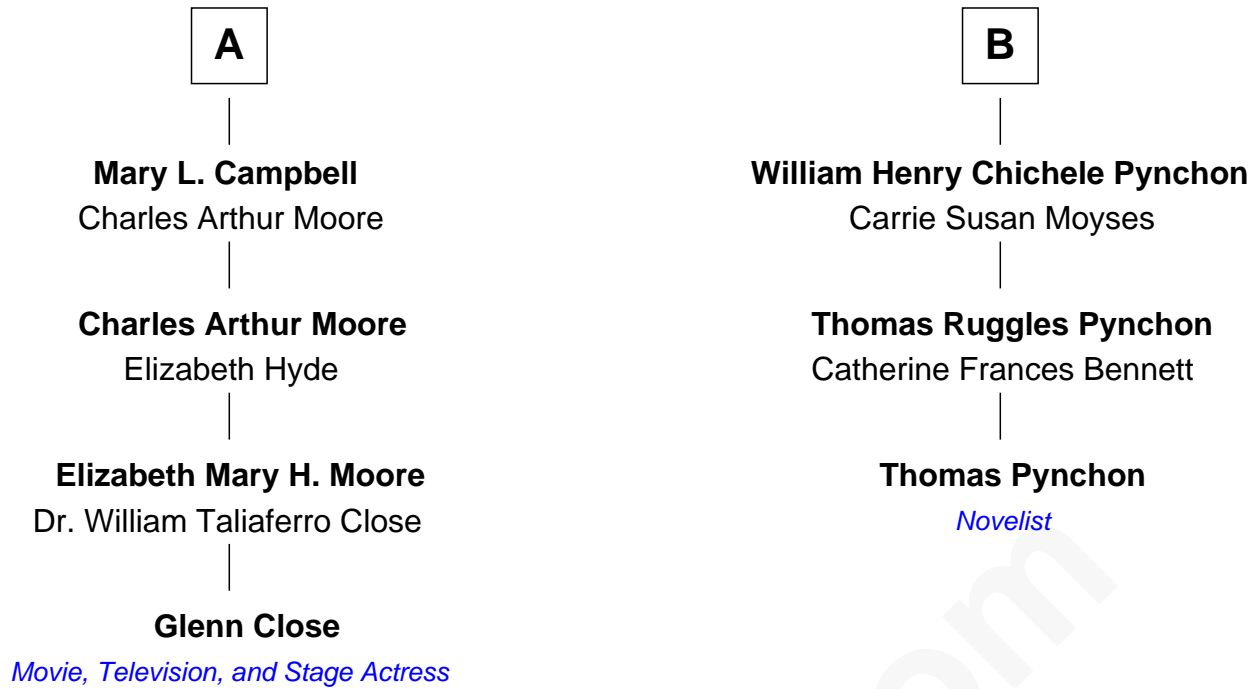 A
Mary L. Campbell
Charles Arthur Moore
Charles Arthur Moore
Elizabeth Hyde
Elizabeth Mary H. Moore
Dr. William Taliaferro Close
Glenn Close
Movie, Television, and Stage Actress
B
William Henry Chichele Pynchon
Carrie Susan Moyses
Thomas Ruggles Pynchon
Catherine Frances Bennett
Thomas Pynchon
Novelist
om